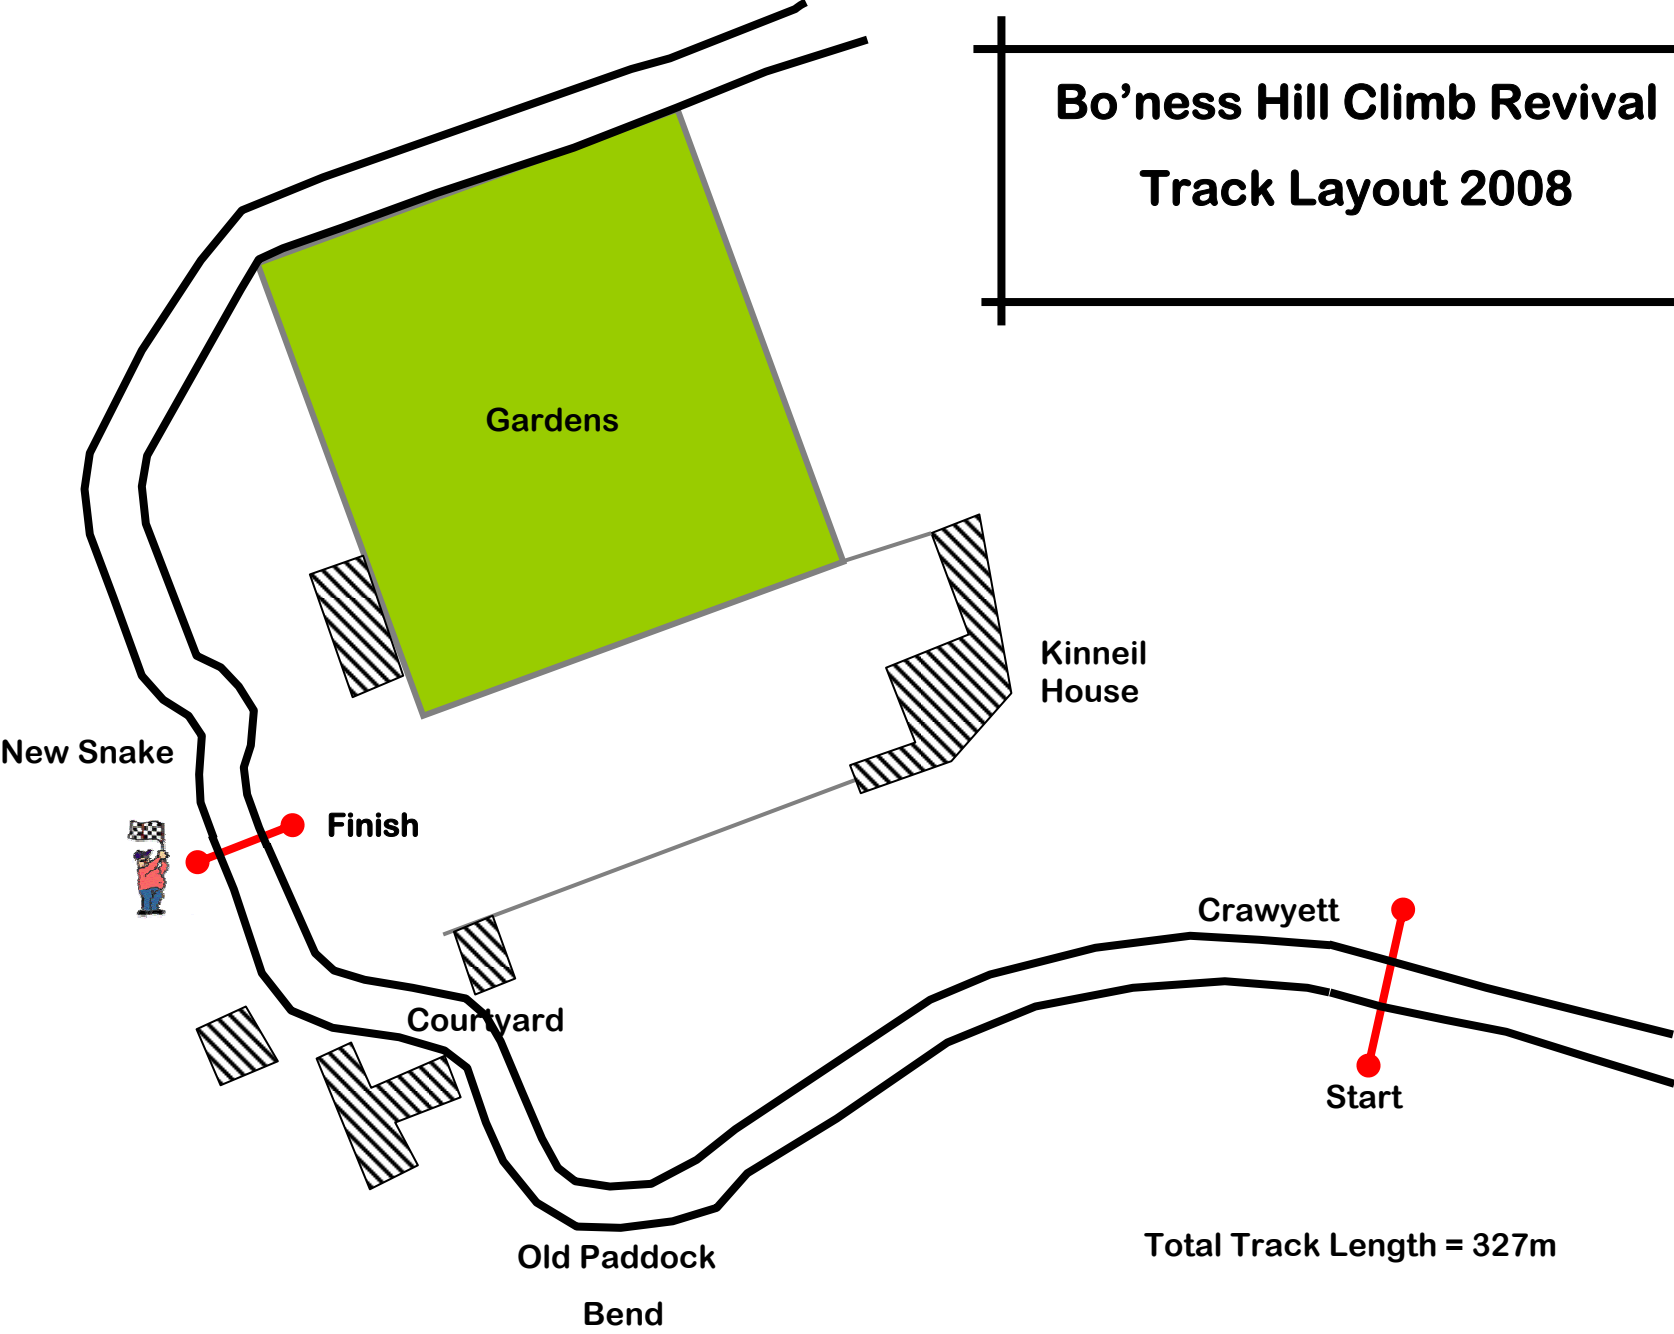 Bo’ness Hill Climb Revival
Track Layout 2008
Gardens
Kinneil
House
New Snake
Finish
Crawyett
Courtyard
Start
Old Paddock
Bend
Total Track Length = 327m